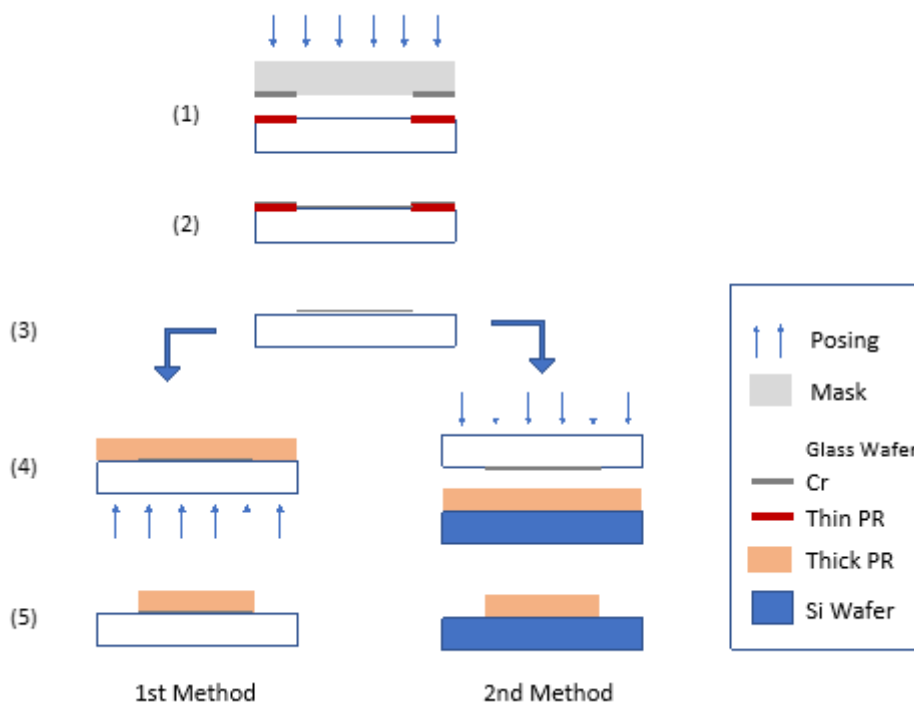 (1)
(2)
(3)
(4)
(5)
1st Method
2nd Method
Posing
Mask
Glass Wafer
Cr
Thin PR
Thick PR
Si Wafer